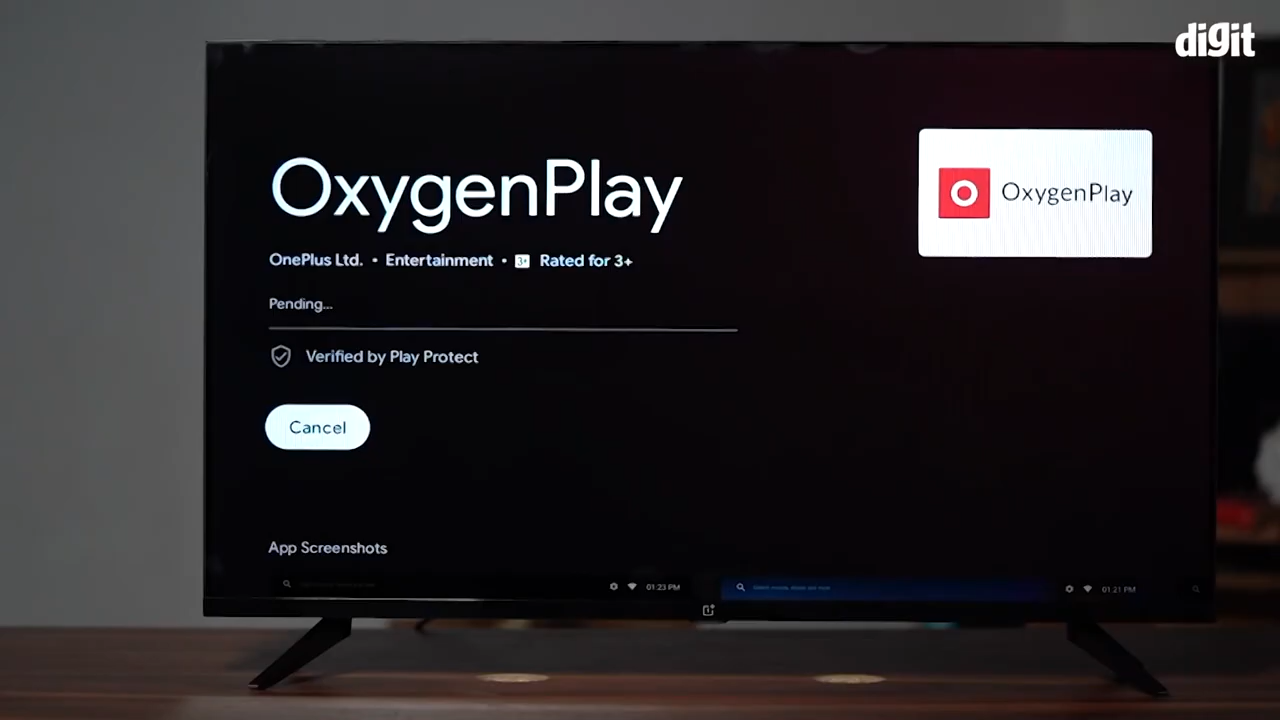 digit
OxygenPlay
OxygenPlay
OnePlus Ltd. • Entertainment • 3+ Rated for 3+
Pending...
Verified by Play Protect
Cancel
App Screenshots
01:23 PM
01:21 PM